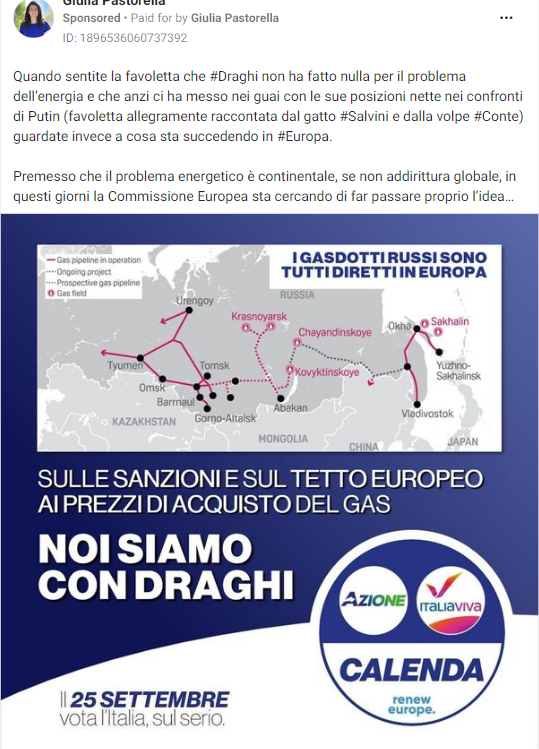 Giulia Pastorella
Sponsored • Paid for by Giulia Pastorella
ID: 1896536060737392
Quando sentite la favoletta che #Draghi non ha fatto nulla per il problema
dell'energia e che anzi ci ha messo nei guai con le sue posizioni nette nei confronti
di Putin (favoletta allegramente raccontata dal gatto #Salvini e dalla volpe #Conte)
guardate invece a cosa sta succedendo in #Europa.
Premesso che il problema energetico è continentale, se non addirittura globale, in
questi giorni la Commissione Europea sta cercando di far passare proprio l'idea…
I GASDOTTI RUSSI SONO
TUTTI DIRETTI IN EUROPA
Gas pipeline in operation
Ongoing project
Prospective gas pipeline
Gas field
RUSSIA
Urengoy
Krasnoyarsk
Chayandinskoye
Okha
Sakhalin
Tyumen
Tomsk
Kovyktinskoye
Yuzhno-
Sakhalinsk
Omsk
Barrnaul
Gorno-Altaisk
Abakan
Vladivostok
KAZAKHSTAN
MONGOLIA
CHINA
JAPAN
SULLE SANZIONI E SUL TETTO EUROPEO
AI PREZZI DI ACQUISTO DEL GAS
NOI SIAMO
CON DRAGHI
AZIONE
ITALIAVIVA
CALENDA
renew
europe.
Il 25 SETTEMBRE
vota l'Italia, sul serio.